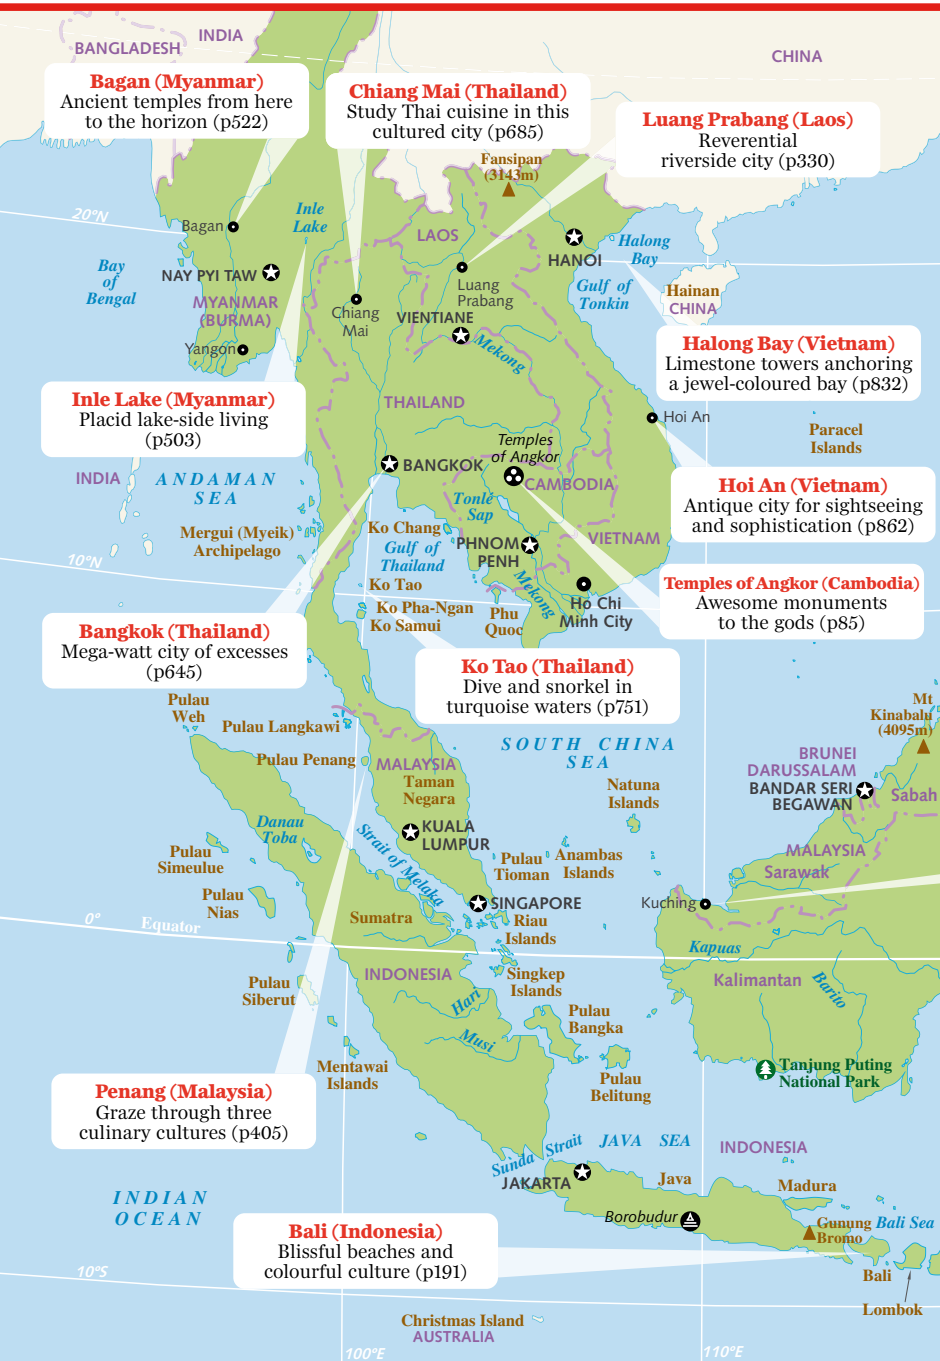 INDIA
BANGLADESH
CHINA
Bagan (Myanmar)
Ancient temples from here
to the horizon (p522)
Chiang Mai (Thailand)
Study Thai cuisine in this
cultured city (p685)
Luang Prabang (Laos)
Reverential
riverside city (p330)
Fansipan
(3143m)
20°N
Bagan
Inle
Lake
LAOS
HANOI
Halong
Bay
Bay
of
Bengal
NAY PYI TAW
MYANMAR
(BURMA)
Luang
Prabang
Gulf of
Tonkin
Hainan
CHINA
Chiang
Mai
VIENTIANE
Mekong
Yangon
Halong Bay (Vietnam)
Limestone towers anchoring
a jewel-coloured bay (p832)
Inle Lake (Myanmar)
Placid lake-side living
(p503)
THAILAND
Hoi An
Paracel
Islands
Temples
of Angkor
BANGKOK
CAMBODIA
INDIA
ANDAMAN
SEA
Tonlé
Sap
Hoi An (Vietnam)
Antique city for sightseeing
and sophistication (p862)
Mergui (Myeik)
Archipelago
Ko Chang
Gulf of
Thailand
PHNOM
PENH
VIETNAM
10°N
Ko Tao
Mekong
Ko Pha-Ngan
Ko Samui
Phu
Quoc
Ho Chi
Minh City
Temples of Angkor (Cambodia)
Awesome monuments
to the gods (p85)
Bangkok (Thailand)
Mega-watt city of excesses
(p645)
Ko Tao (Thailand)
Dive and snorkel in
turquoise waters (p751)
Pulau
Weh
Pulau Langkawi
Pulau Penang
MALAYSIA
Taman
Negara
SOUTH CHINA
SEA
Natuna
Islands
Mt
Kinabalu
(4095m)
BRUNEI
DARUSSALAM
BANDAR SERI
BEGAWAN
Sabah
Danau
Toba
Strait of Melaka
KUALA
LUMPUR
Pulau
Simeulue
Pulau
Tioman
Anambas
Islands
MALAYSIA
Sarawak
Pulau
Nias
SINGAPORE
Kuching
0°
Equator
Sumatra
Riau
Islands
Kapuas
INDONESIA
Singkep
Islands
Kalimantan
Barito
Pulau
Siberut
Hari
Musi
Pulau
Bangka
Mentawai
Islands
Pulau
Belitung
Tanjung Puting
National Park
Penang (Malaysia)
Graze through three
culinary cultures (p405)
Sunda Strait
JAVA SEA
INDONESIA
JAKARTA
Java
Madura
INDIAN
OCEAN
Borobudur
Gunung
Bromo
Bali Sea
Bali (Indonesia)
Blissful beaches and
colourful culture (p191)
10°S
Bali
Lombok
Christmas Island
AUSTRALIA
100°E
110°E